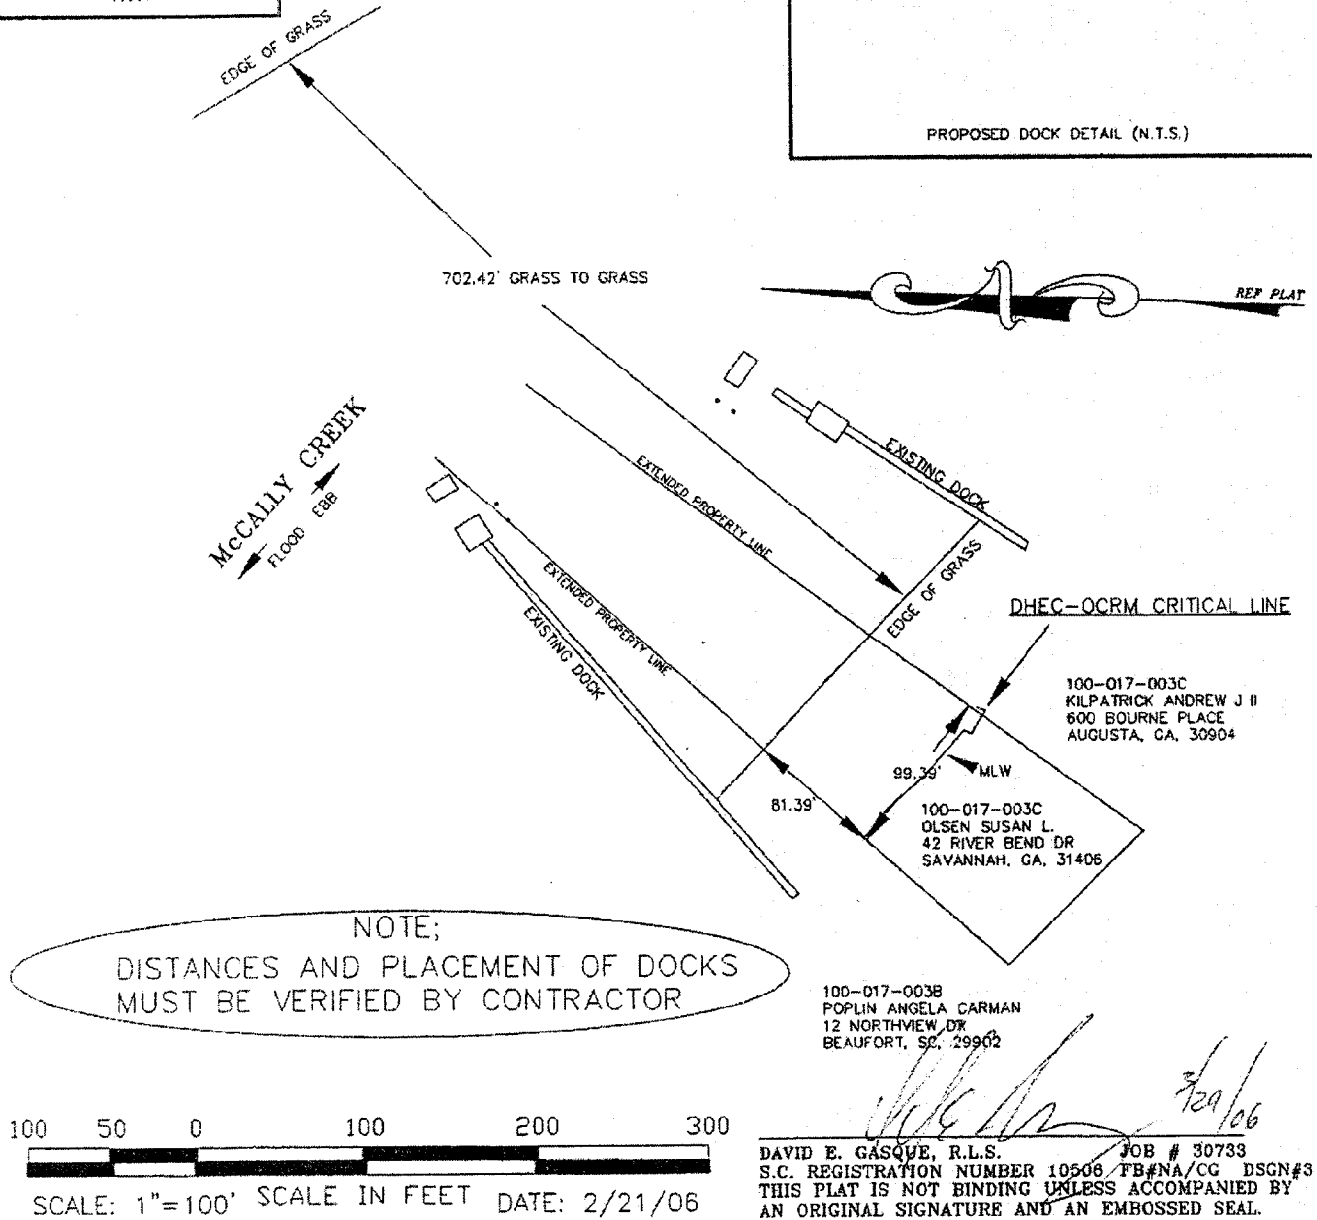 EDGE OF GRASS
PROPOSED DOCK DETAIL (N.T.S.)
702.42' GRASS TO GRASS
REF PLAT
McCALLY CREEK
FLOOD EBB
EXISTING DOCK
EXTENDED PROPERTY LINE
EDGE OF GRASS
EXTENDED PROPERTY LINE
EXISTING DOCK
DHEC-OCRM CRITICAL LINE
100-017-003C
KILPATRICK ANDREW J II
600 BOURNE PLACE
AUGUSTA, GA, 30904
99.39'
MLW
81.39'
100-017-003C
OLSEN SUSAN L.
42 RIVER BEND DR
SAVANNAH, GA, 31406
NOTE;
DISTANCES AND PLACEMENT OF DOCKS
MUST BE VERIFIED BY CONTRACTOR
100-017-003B
POPLIN ANGELA CARMAN
12 NORTHVIEW DR
BEAUFORT, SC, 29902
3/29/06
100 50 0 100 200 300
SCALE: 1"=100' SCALE IN FEET DATE: 2/21/06
DAVID E. GASQUE, R.L.S. JOB # 30733
S.C. REGISTRATION NUMBER 10506 FB#NA/CG DSGN#3
THIS PLAT IS NOT BINDING UNLESS ACCOMPANIED BY
AN ORIGINAL SIGNATURE AND AN EMBOSSED SEAL.